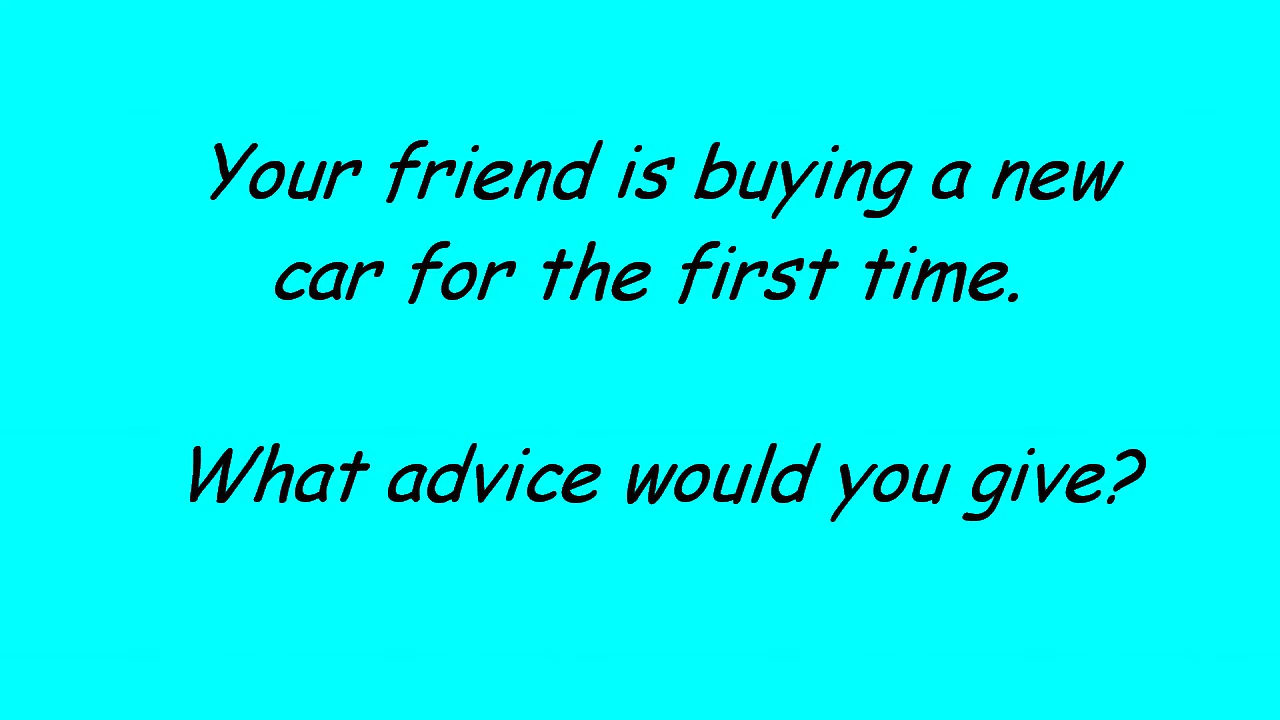 Your friend is buying a new
car for the first time.
What advice would you give?